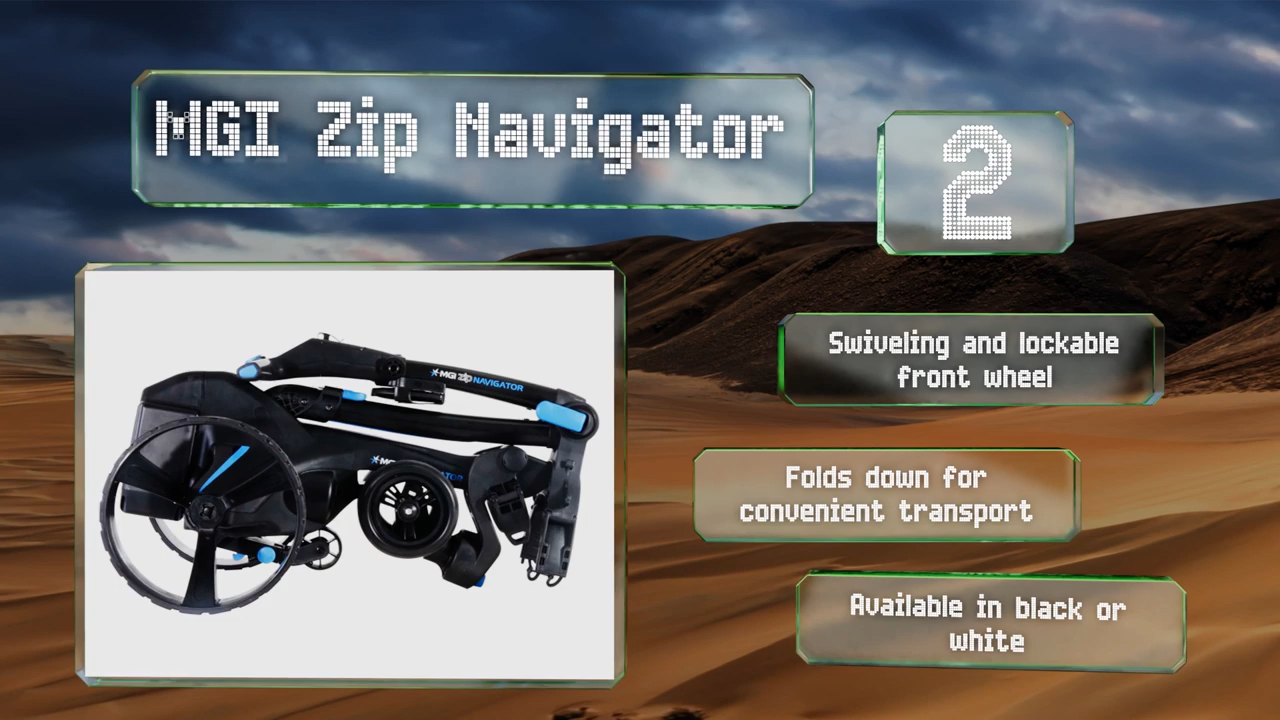 MGI Zip Navigator
2
Swiveling and lockable
front wheel
MGI Zip NAVIGATOR
Folds down for
convenient transport
Available in black or
white